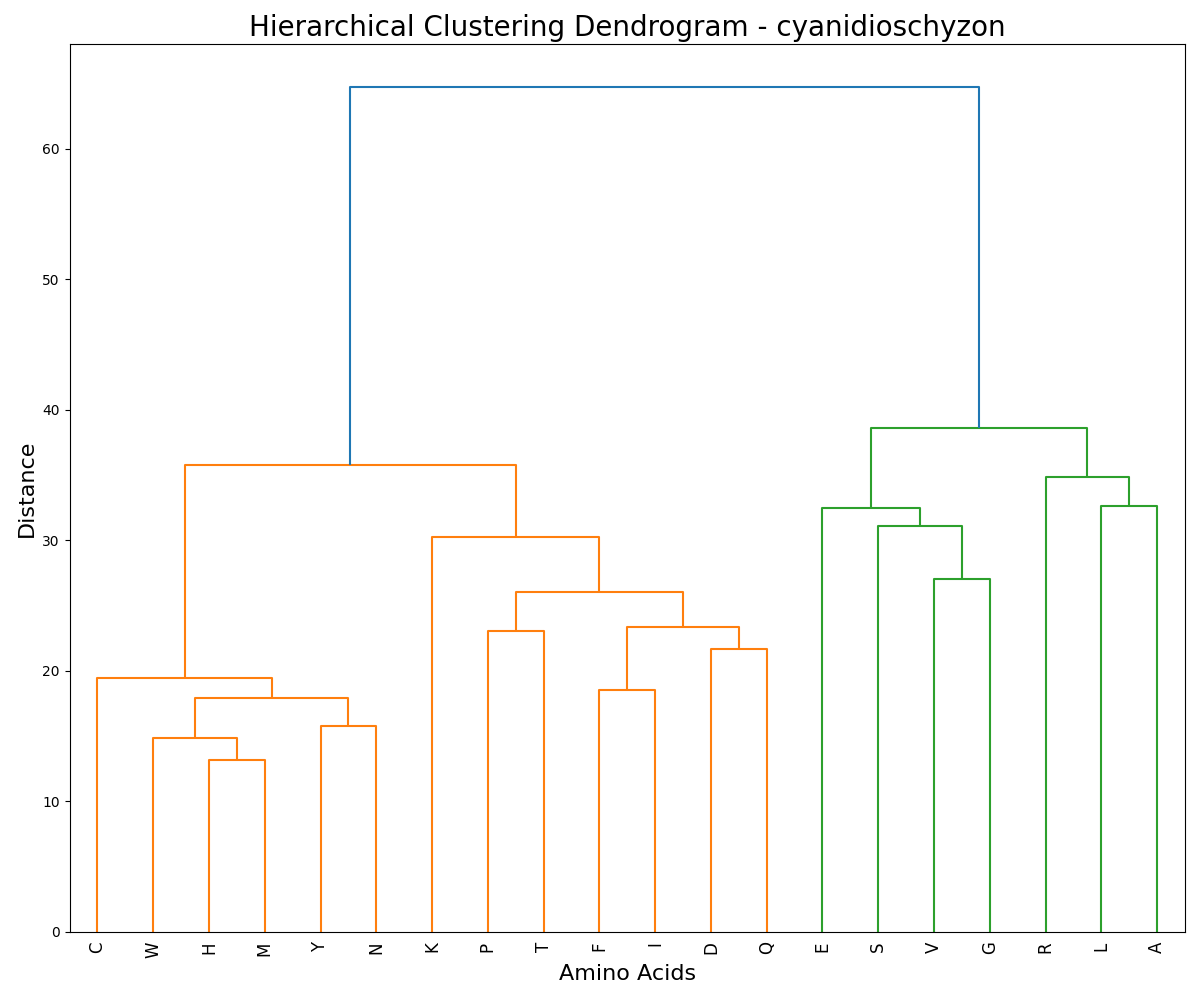 Hierarchical Clustering Dendrogram - cyanidioschyzon
60
50
40
30
20
10
0
Distance
C W H M Y N K P T F I D Q E S V G R L A
Amino Acids